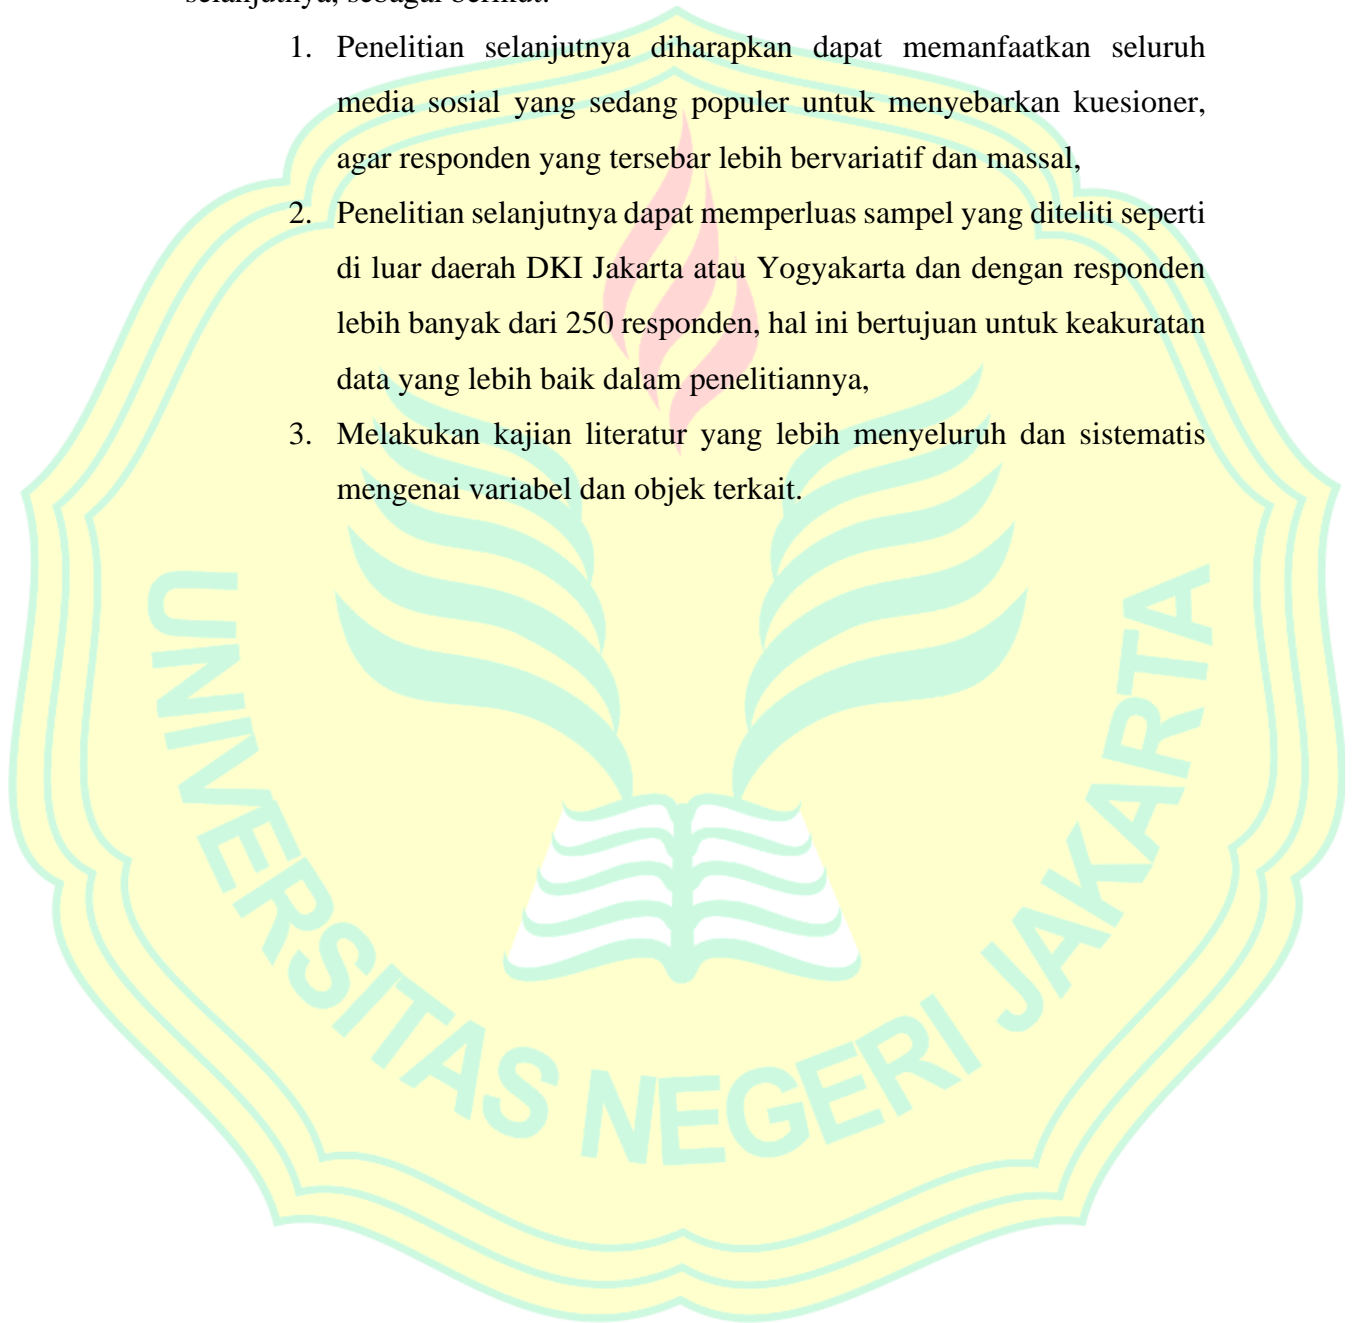 selanjutnya, sebagai berikut:
1. Penelitian selanjutnya diharapkan dapat memanfaatkan seluruh
media sosial yang sedang populer untuk menyebarkan kuesioner,
agar responden yang tersebar lebih bervariatif dan massal,
2. Penelitian selanjutnya dapat memperluas sampel yang diteliti seperti
di luar daerah DKI Jakarta atau Yogyakarta dan dengan responden
lebih banyak dari 250 responden, hal ini bertujuan untuk keakuratan
data yang lebih baik dalam penelitiannya,
3. Melakukan kajian literatur yang lebih menyeluruh dan sistematis
mengenai variabel dan objek terkait.
UNIVERSITAS NEGERI JAKARTA